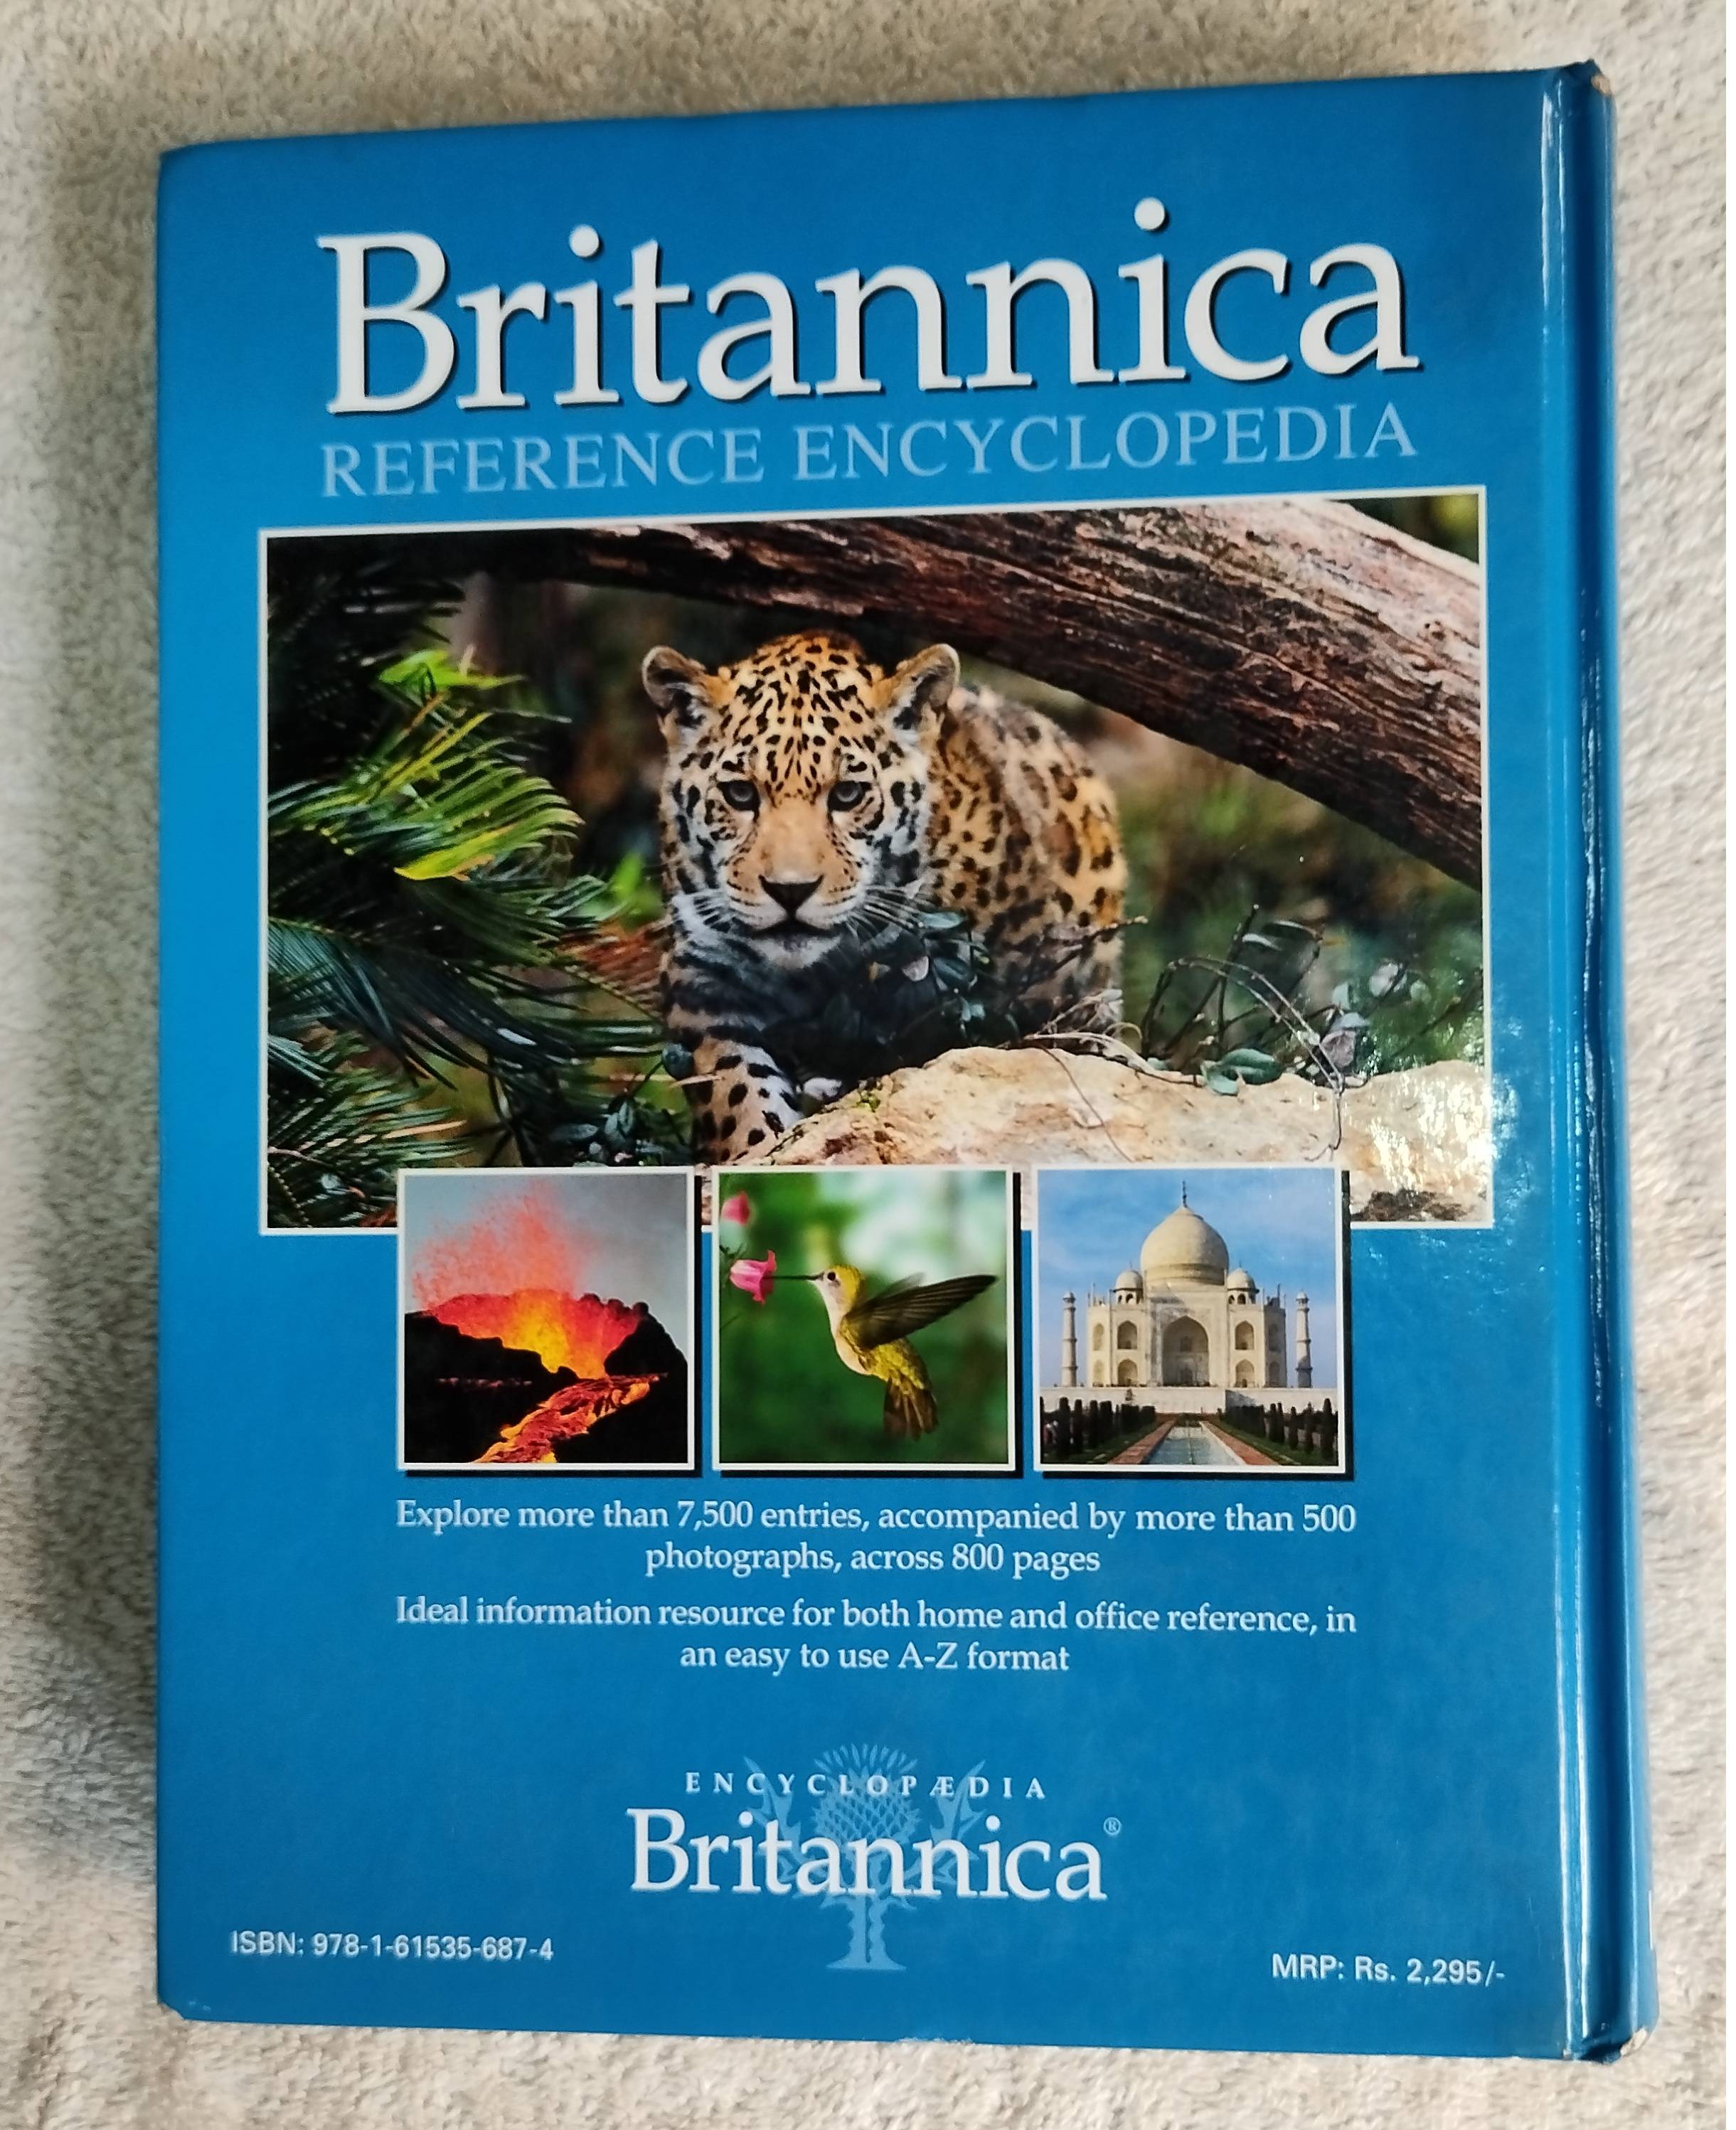 Britannica
REFERENCE ENCYCLOPEDIA
Explore more than 7,500 entries, accompanied by more than 500
photographs, across 800 pages
Ideal information resource for both home and office reference, in
an easy to use A-Z format
ENCYCLOPÆDIA
Britannica®
ISBN: 978-1-61535-687-4
MRP: Rs. 2,295/-